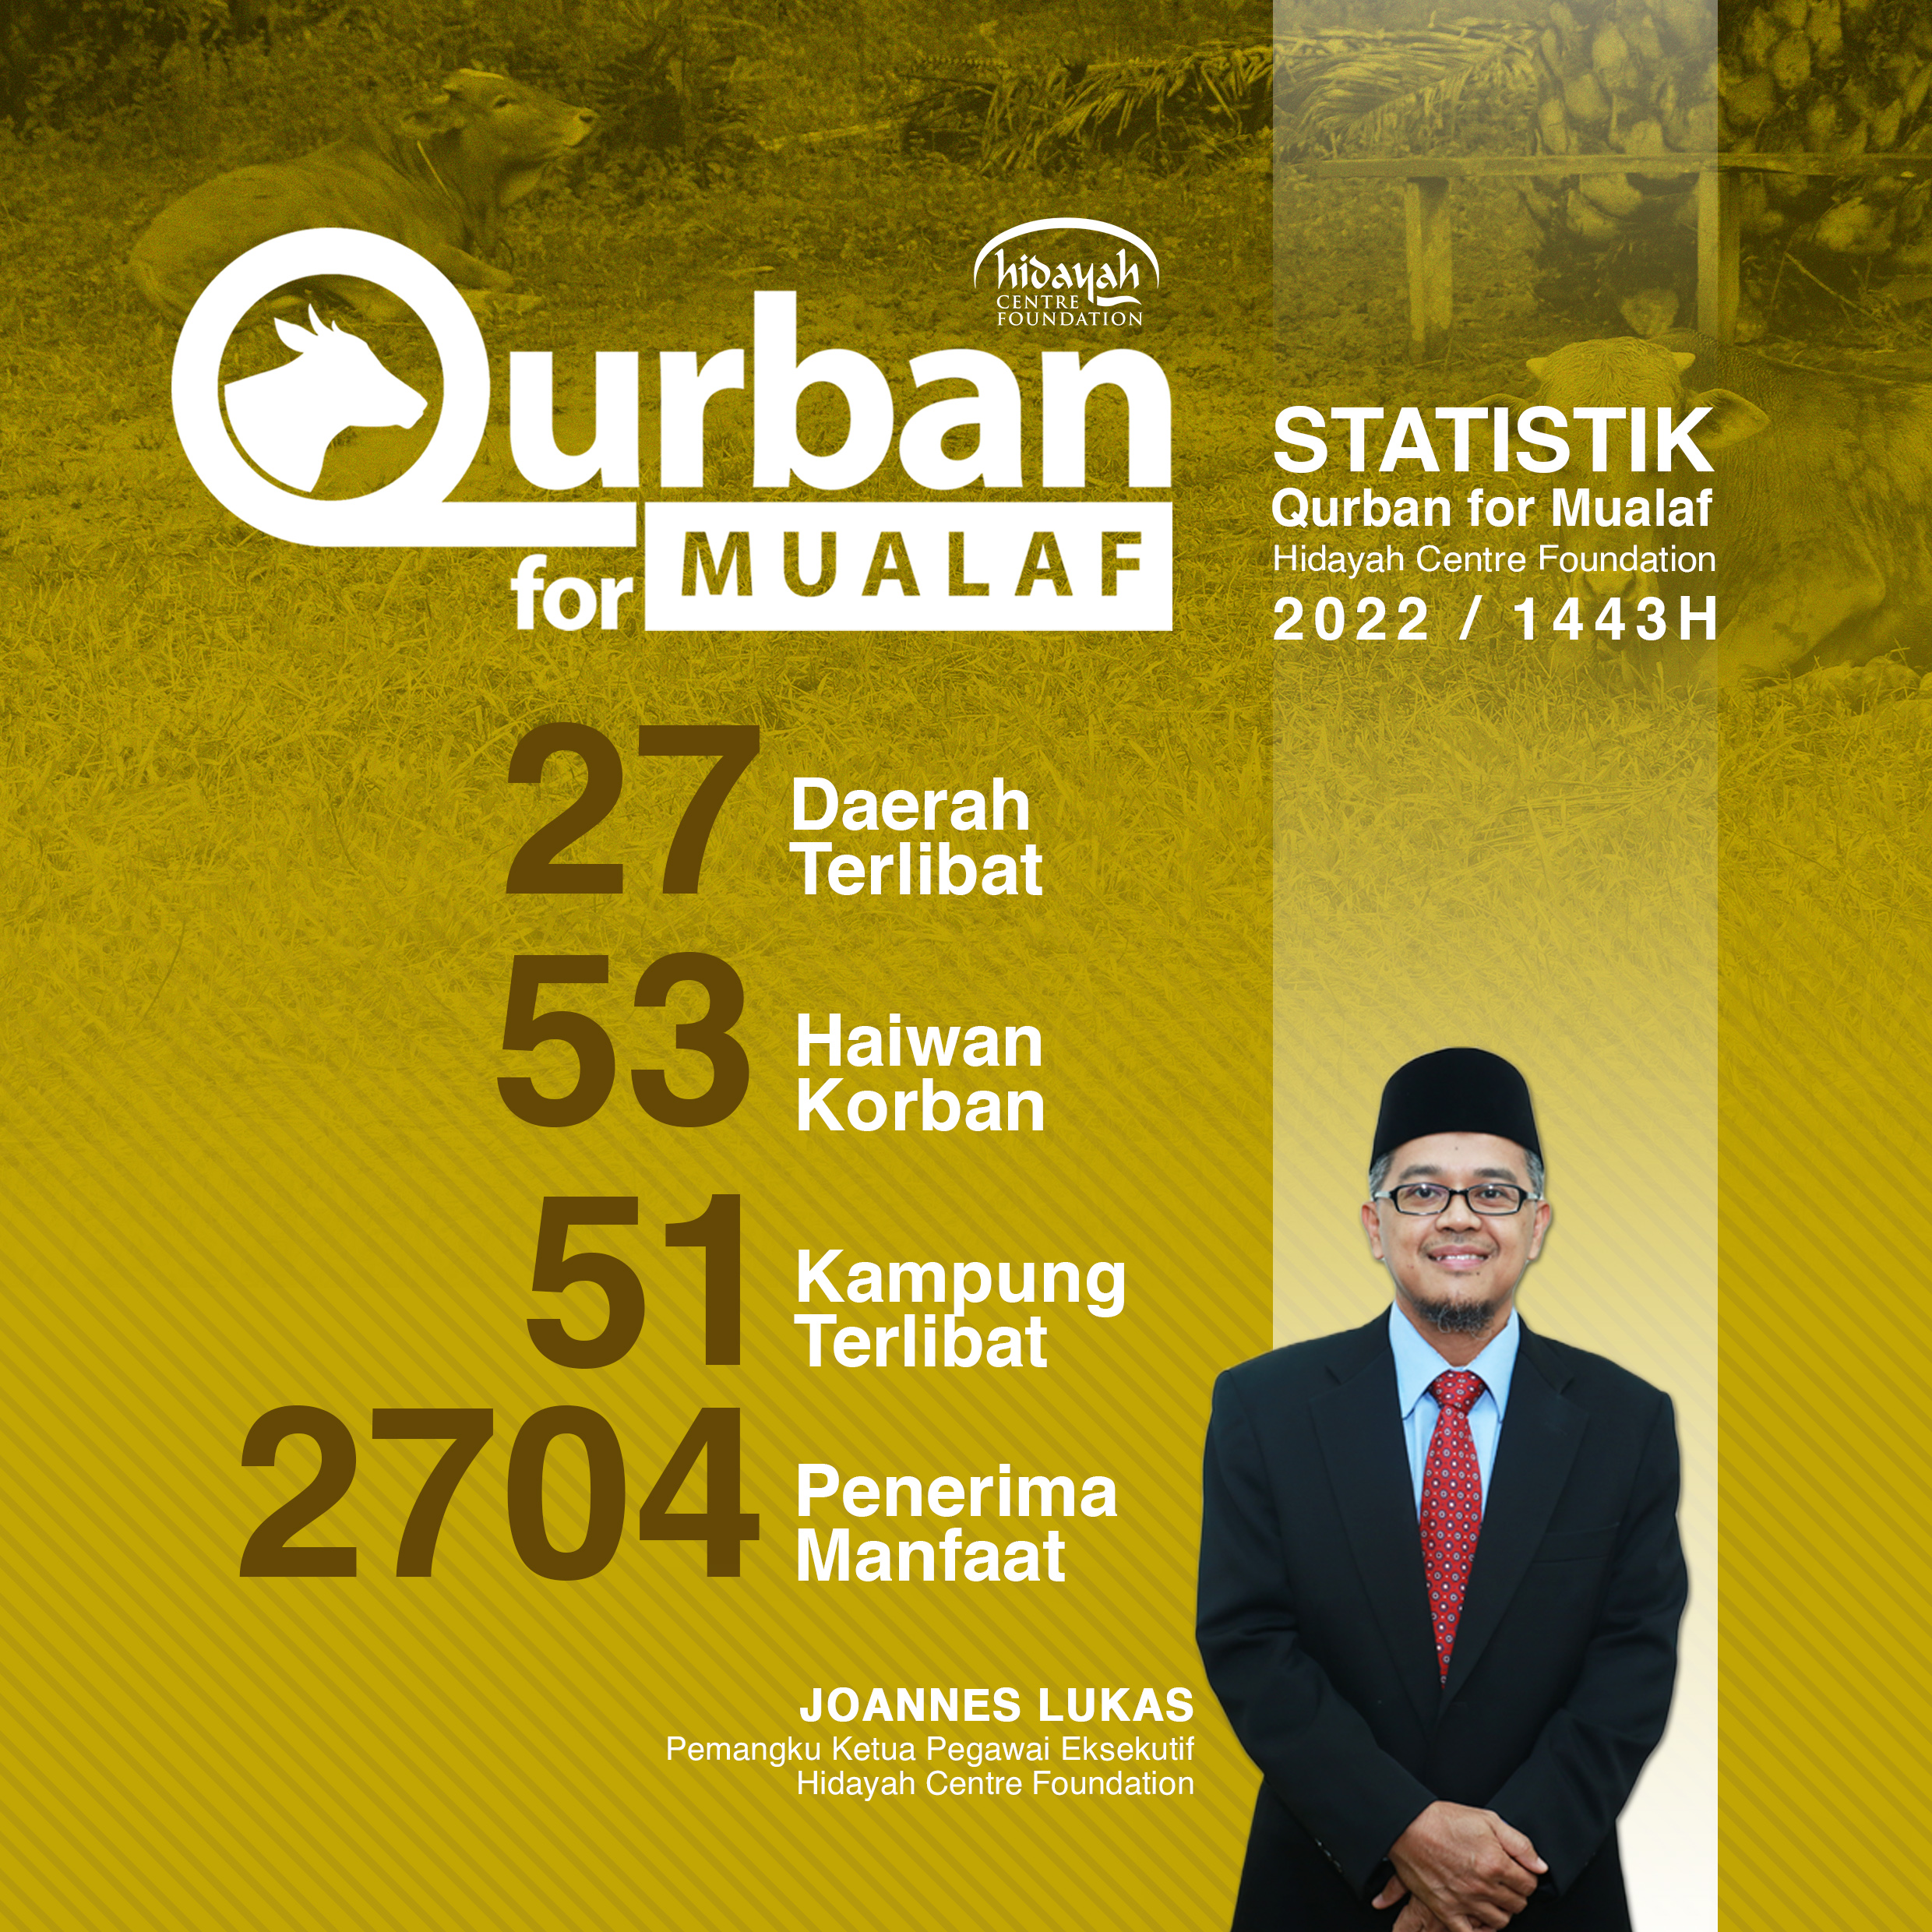 hidayah
CENTRE
FOUNDATION
Qurban
for MUALAF
STATISTIK
Qurban for Mualaf
Hidayah Centre Foundation
2022 / 1443H
27 Daerah
Terlibat
53 Haiwan
Korban
51 Kampung
Terlibat
2704 Penerima
Manfaat
JOANNES LUKAS
Pemangku Ketua Pegawai Eksekutif
Hidayah Centre Foundation